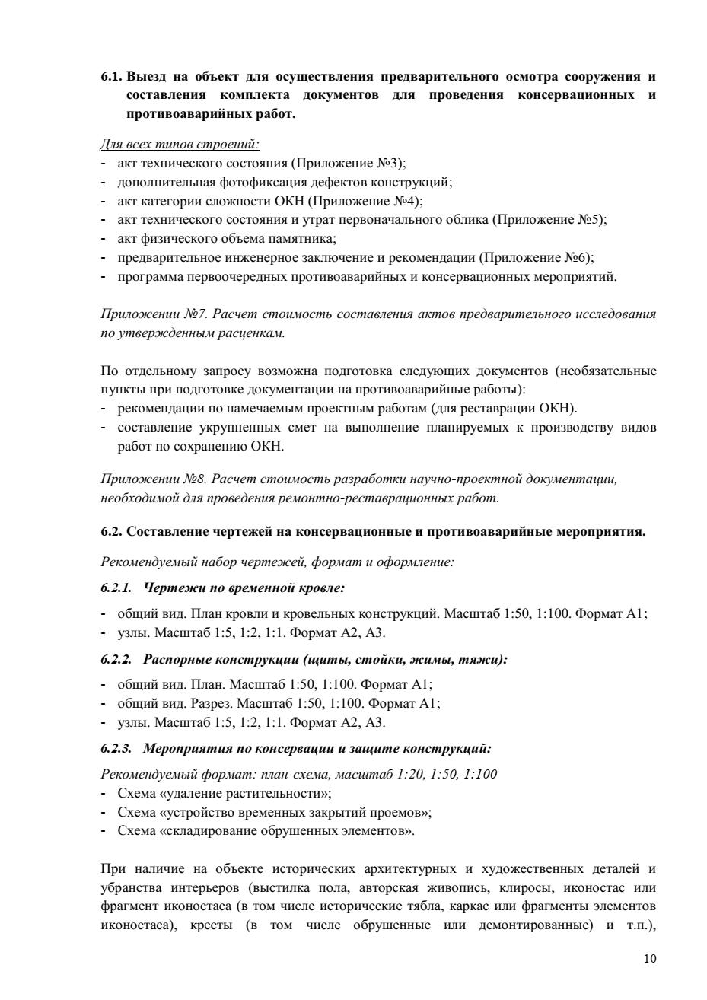 6.1. Выезд на объект для осуществления предварительного осмотра сооружения и
составления комплекта документов для проведения консервационных и
противоаварийных работ.
Для всех типов строений:
- акт технического состояния (Приложение №3);
- дополнительная фотофиксация дефектов конструкций;
- акт категории сложности ОКН (Приложение №4);
- акт технического состояния и утрат первоначального облика (Приложение №5);
- акт физического объема памятника;
- предварительное инженерное заключение и рекомендации (Приложение №6);
- программа первоочередных противоаварийных и консервационных мероприятий.
Приложении №7. Расчет стоимость составления актов предварительного исследования
по утвержденным расценкам.
По отдельному запросу возможна подготовка следующих документов (необязательные
пункты при подготовке документации на противоаварийные работы):
- рекомендации по намечаемым проектным работам (для реставрации ОКН).
- составление укрупненных смет на выполнение планируемых к производству видов
работ по сохранению ОКН.
Приложении №8. Расчет стоимость разработки научно-проектной документации,
необходимой для проведения ремонтно-реставрационных работ.
6.2. Составление чертежей на консервационные и противоаварийные мероприятия.
Рекомендуемый набор чертежей, формат и оформление:
6.2.1. Чертежи по временной кровле:
- общий вид. План кровли и кровельных конструкций. Масштаб 1:50, 1:100. Формат А1;
- узлы. Масштаб 1:5, 1:2, 1:1. Формат А2, А3.
6.2.2. Распорные конструкции (щиты, стойки, жимы, тяжи):
- общий вид. План. Масштаб 1:50, 1:100. Формат А1;
- общий вид. Разрез. Масштаб 1:50, 1:100. Формат А1;
- узлы. Масштаб 1:5, 1:2, 1:1. Формат А2, А3.
6.2.3. Мероприятия по консервации и защите конструкций:
Рекомендуемый формат: план-схема, масштаб 1:20, 1:50, 1:100
- Схема «удаление растительности»;
- Схема «устройство временных закрытий проемов»;
- Схема «складирование обрушенных элементов».
При наличие на объекте исторических архитектурных и художественных деталей и
убранства интерьеров (выстилка пола, авторская живопись, клиросы, иконостас или
фрагмент иконостаса (в том числе исторические тябла, каркас или фрагменты элементов
иконостаса), кресты (в том числе обрушенные или демонтированные) и т.п.),
10